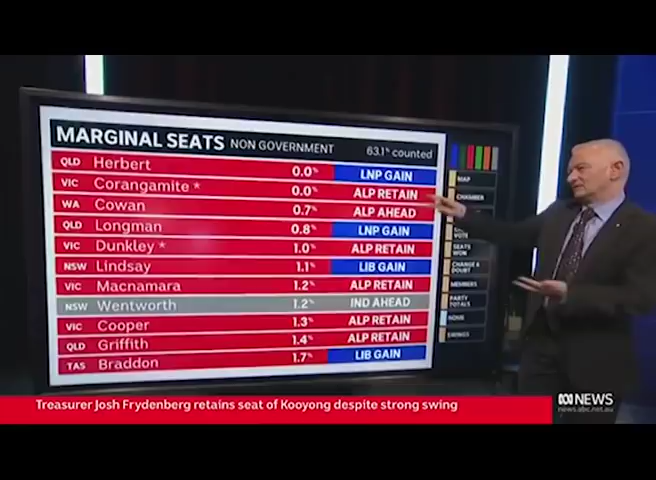 MARGINAL SEATS NON GOVERNMENT 63.1% counted
QLD Herbert 0.0% LNP GAIN
VIC Corangamite * 0.0% ALP RETAIN
WA Cowan 0.7% ALP AHEAD
QLD Longman 0.8% LNP GAIN
VIC Dunkley * 1.0% ALP RETAIN
NSW Lindsay 1.1% LIB GAIN
VIC Macnamara 1.2% ALP RETAIN
NSW Wentworth 1.2% IND AHEAD
VIC Cooper 1.3% ALP RETAIN
QLD Griffith 1.4% ALP RETAIN
TAS Braddon 1.7% LIB GAIN
MAP
CHAMBER
VOTE
SEATS WON
CHANGE & DOUBT
MEMBERS
PARTY TOTALS
SWINGS
Treasurer Josh Frydenberg retains seat of Kooyong despite strong swing
NEWS
news.abc.net.au